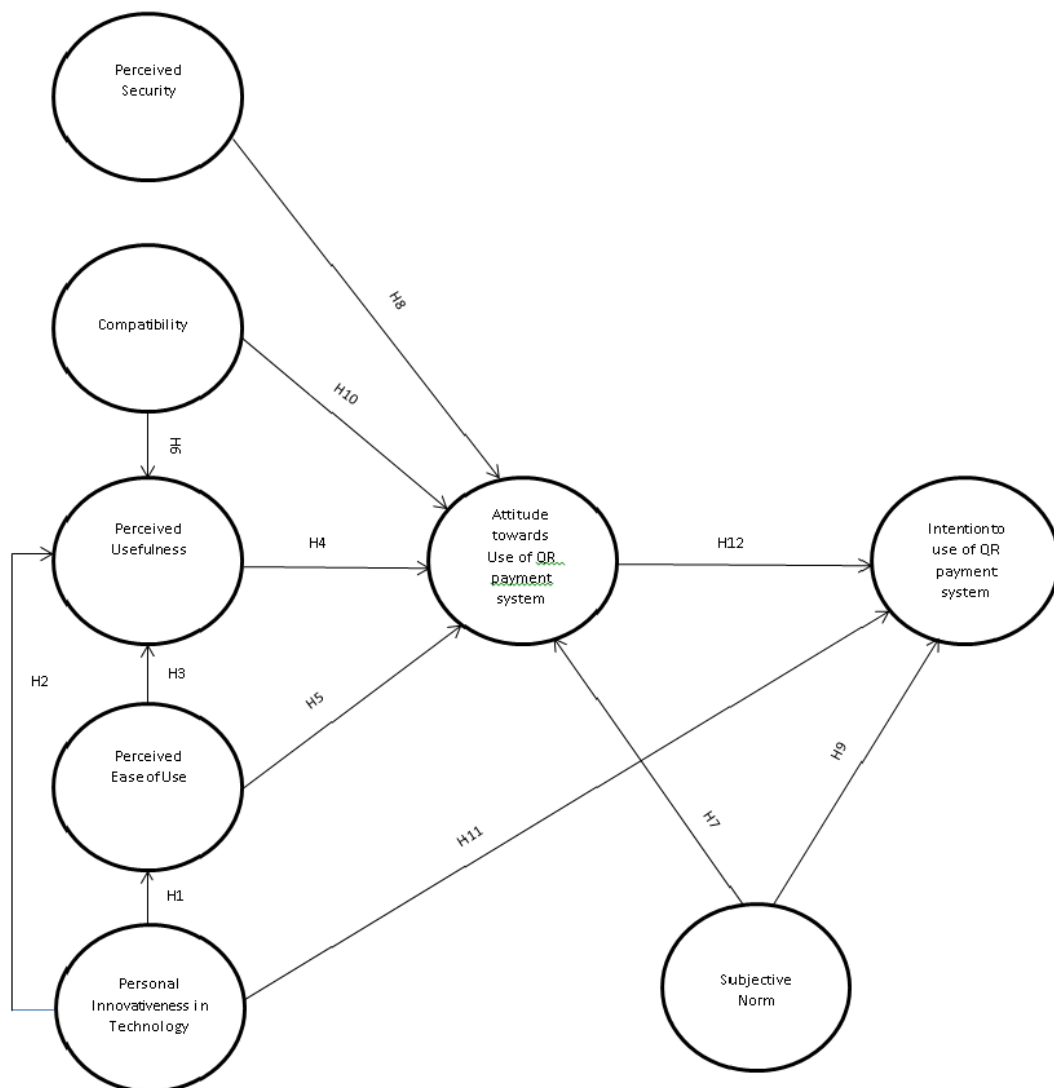 Perceived
Security
H8
Compatibility
H10
H6
Perceived
Usefulness
H4
Attitude
towards
Use of QR
payment
system
H12
Intentionto
use of QR
payment
system
H2
H3
H5
Perceived
Ease of Use
H9
H7
H11
H1
Personal
Innovativeness in
Technology
Subjective
Norm